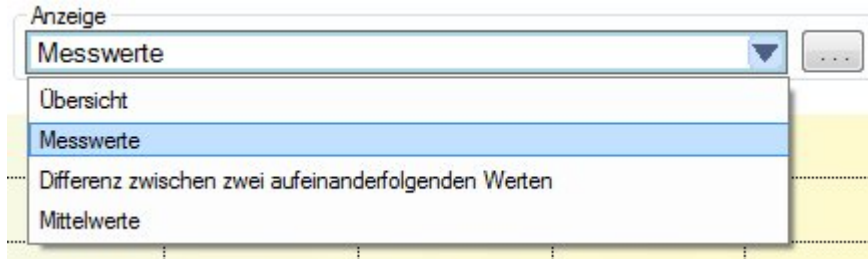 Anzeige
Messwerte
...
Übersicht
Messwerte
Differenz zwischen zwei aufeinanderfolgenden Werten
Mittelwerte